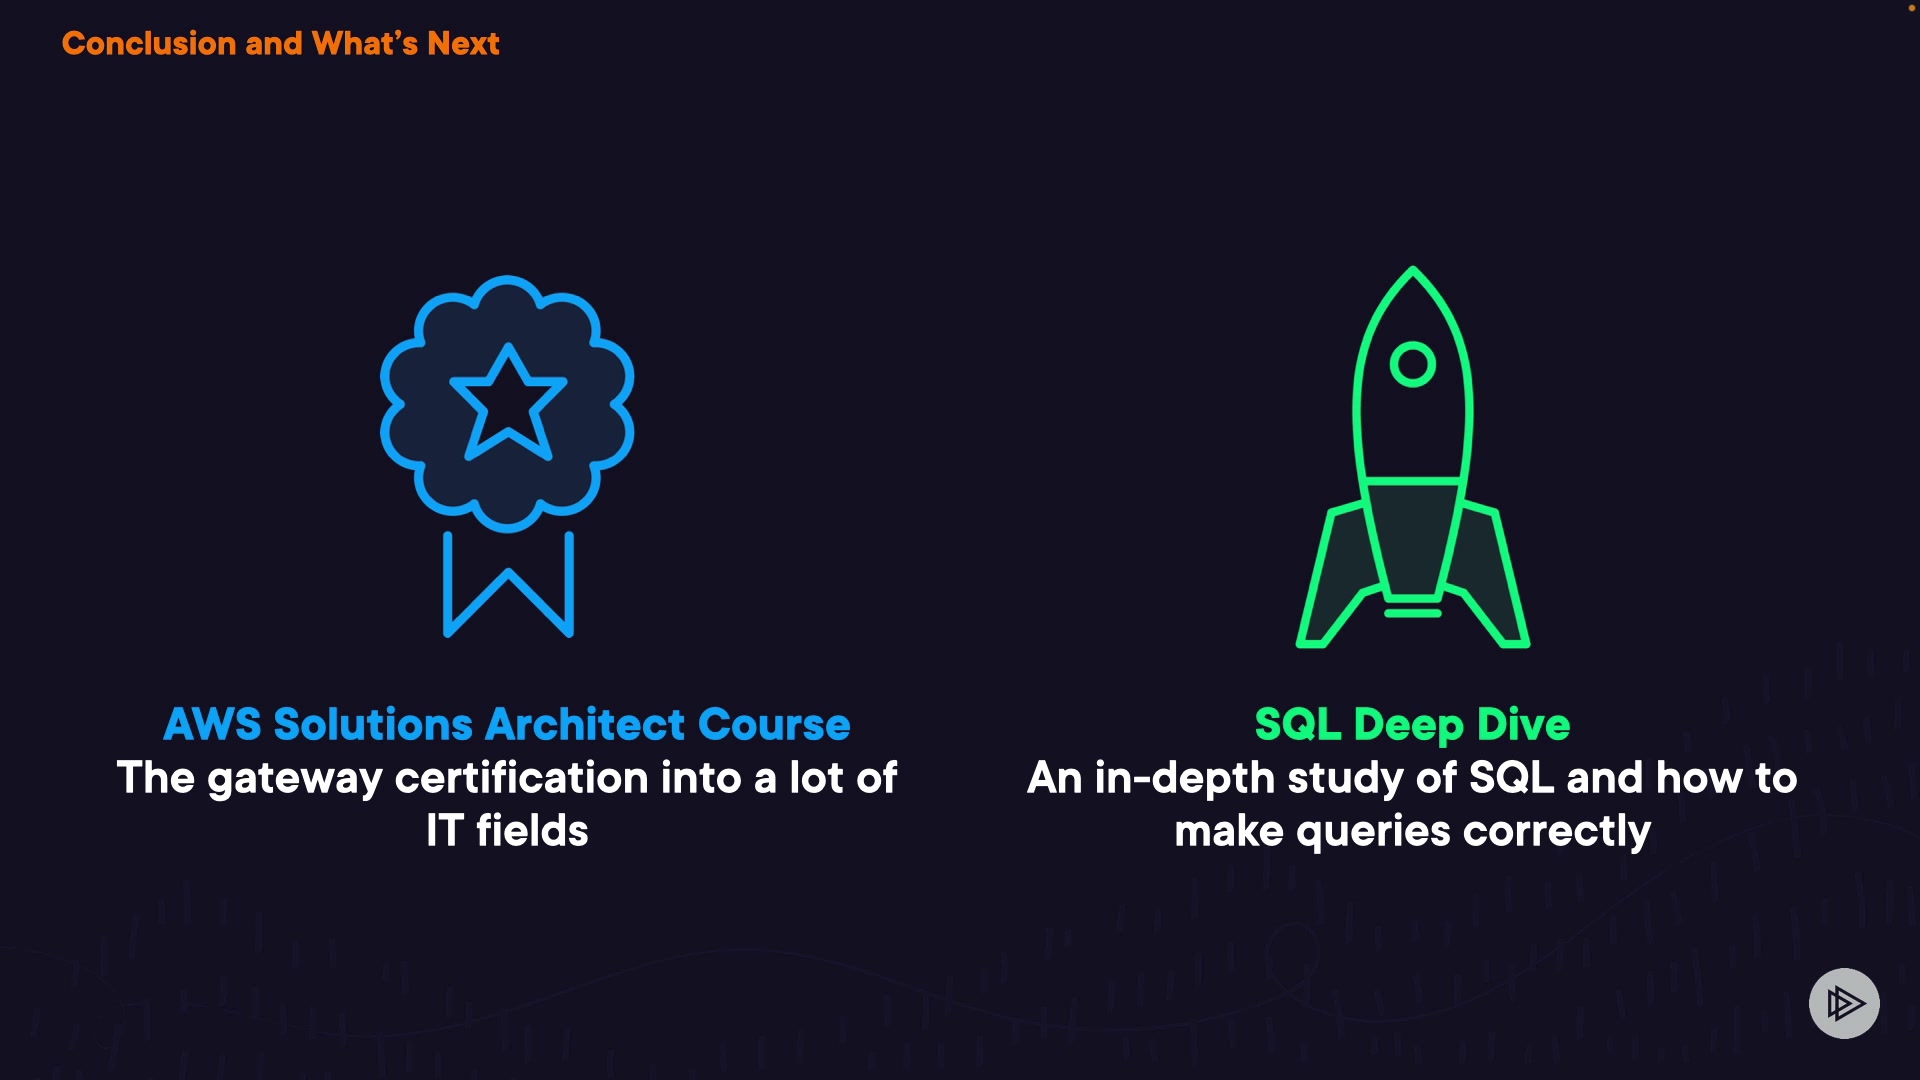 Conclusion and What’s Next
AWS Solutions Architect Course
The gateway certification into a lot of
IT fields
SQL Deep Dive
An in-depth study of SQL and how to
make queries correctly